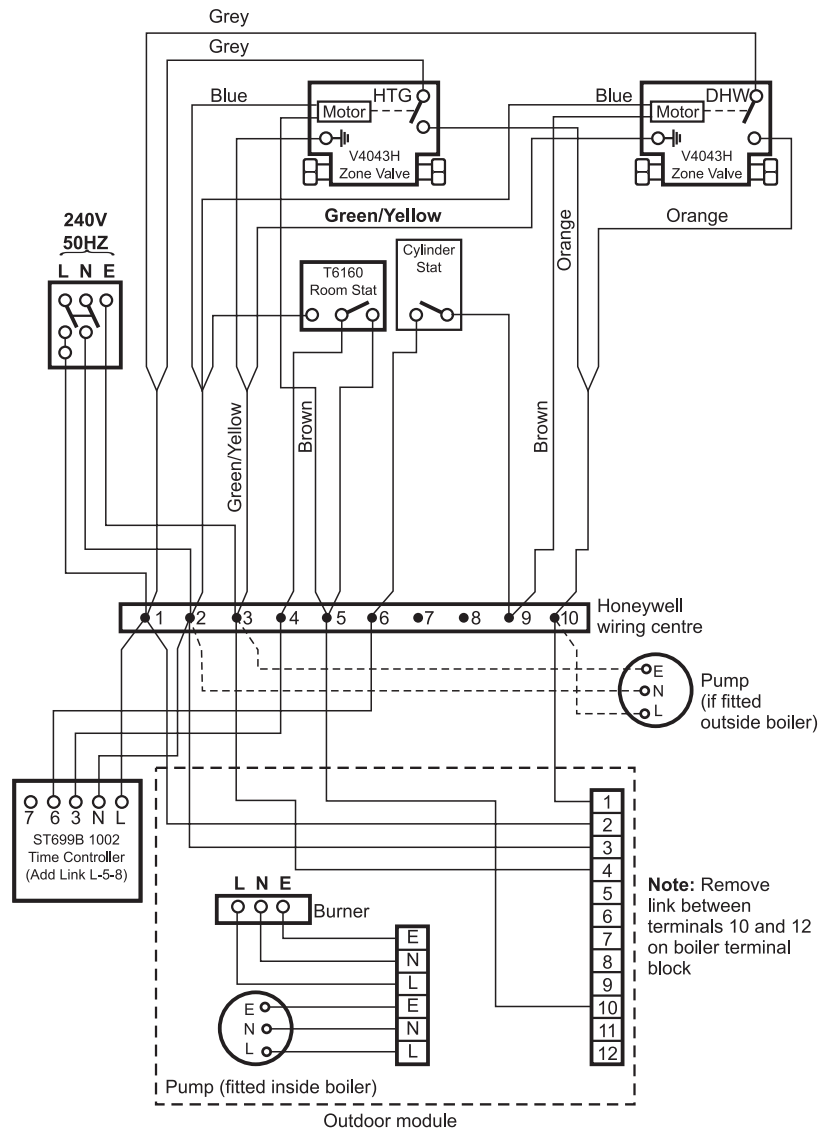 Grey
Grey
Blue
HTG
Motor
V4043H
Zone Valve
Blue
DHW
Motor
V4043H
Zone Valve
Green/Yellow
Orange
Orange
240V
50HZ
L N E
T6160
Room Stat
Cylinder
Stat
Green/Yellow
Brown
Brown
1 2 3 4 5 6 7 8 9 10
Honeywell
wiring centre
E
N
L
Pump
(if fitted
outside boiler)
7 6 3 N L
ST699B 1002
Time Controller
(Add Link L-5-8)
1
2
3
4
5
6
7
8
9
10
11
12
Note: Remove
link between
terminals 10 and 12
on boiler terminal
block
L N E
Burner
E
N
L
E
N
L
E
N
L
Pump (fitted inside boiler)
Outdoor module